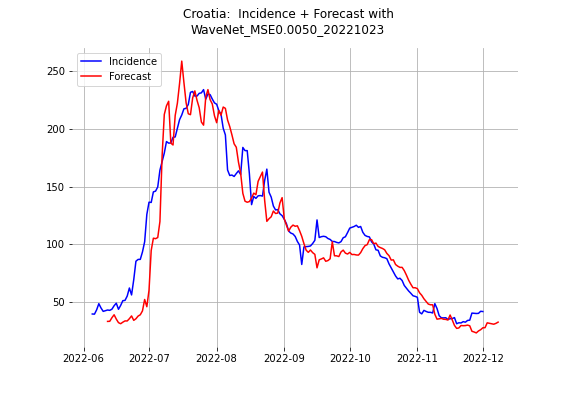 Croatia:  Incidence + Forecast with
WaveNet_MSE0.0050_20221023
Incidence
Forecast
250
200
150
100
50
2022-06 2022-07 2022-08 2022-09 2022-10 2022-11 2022-12